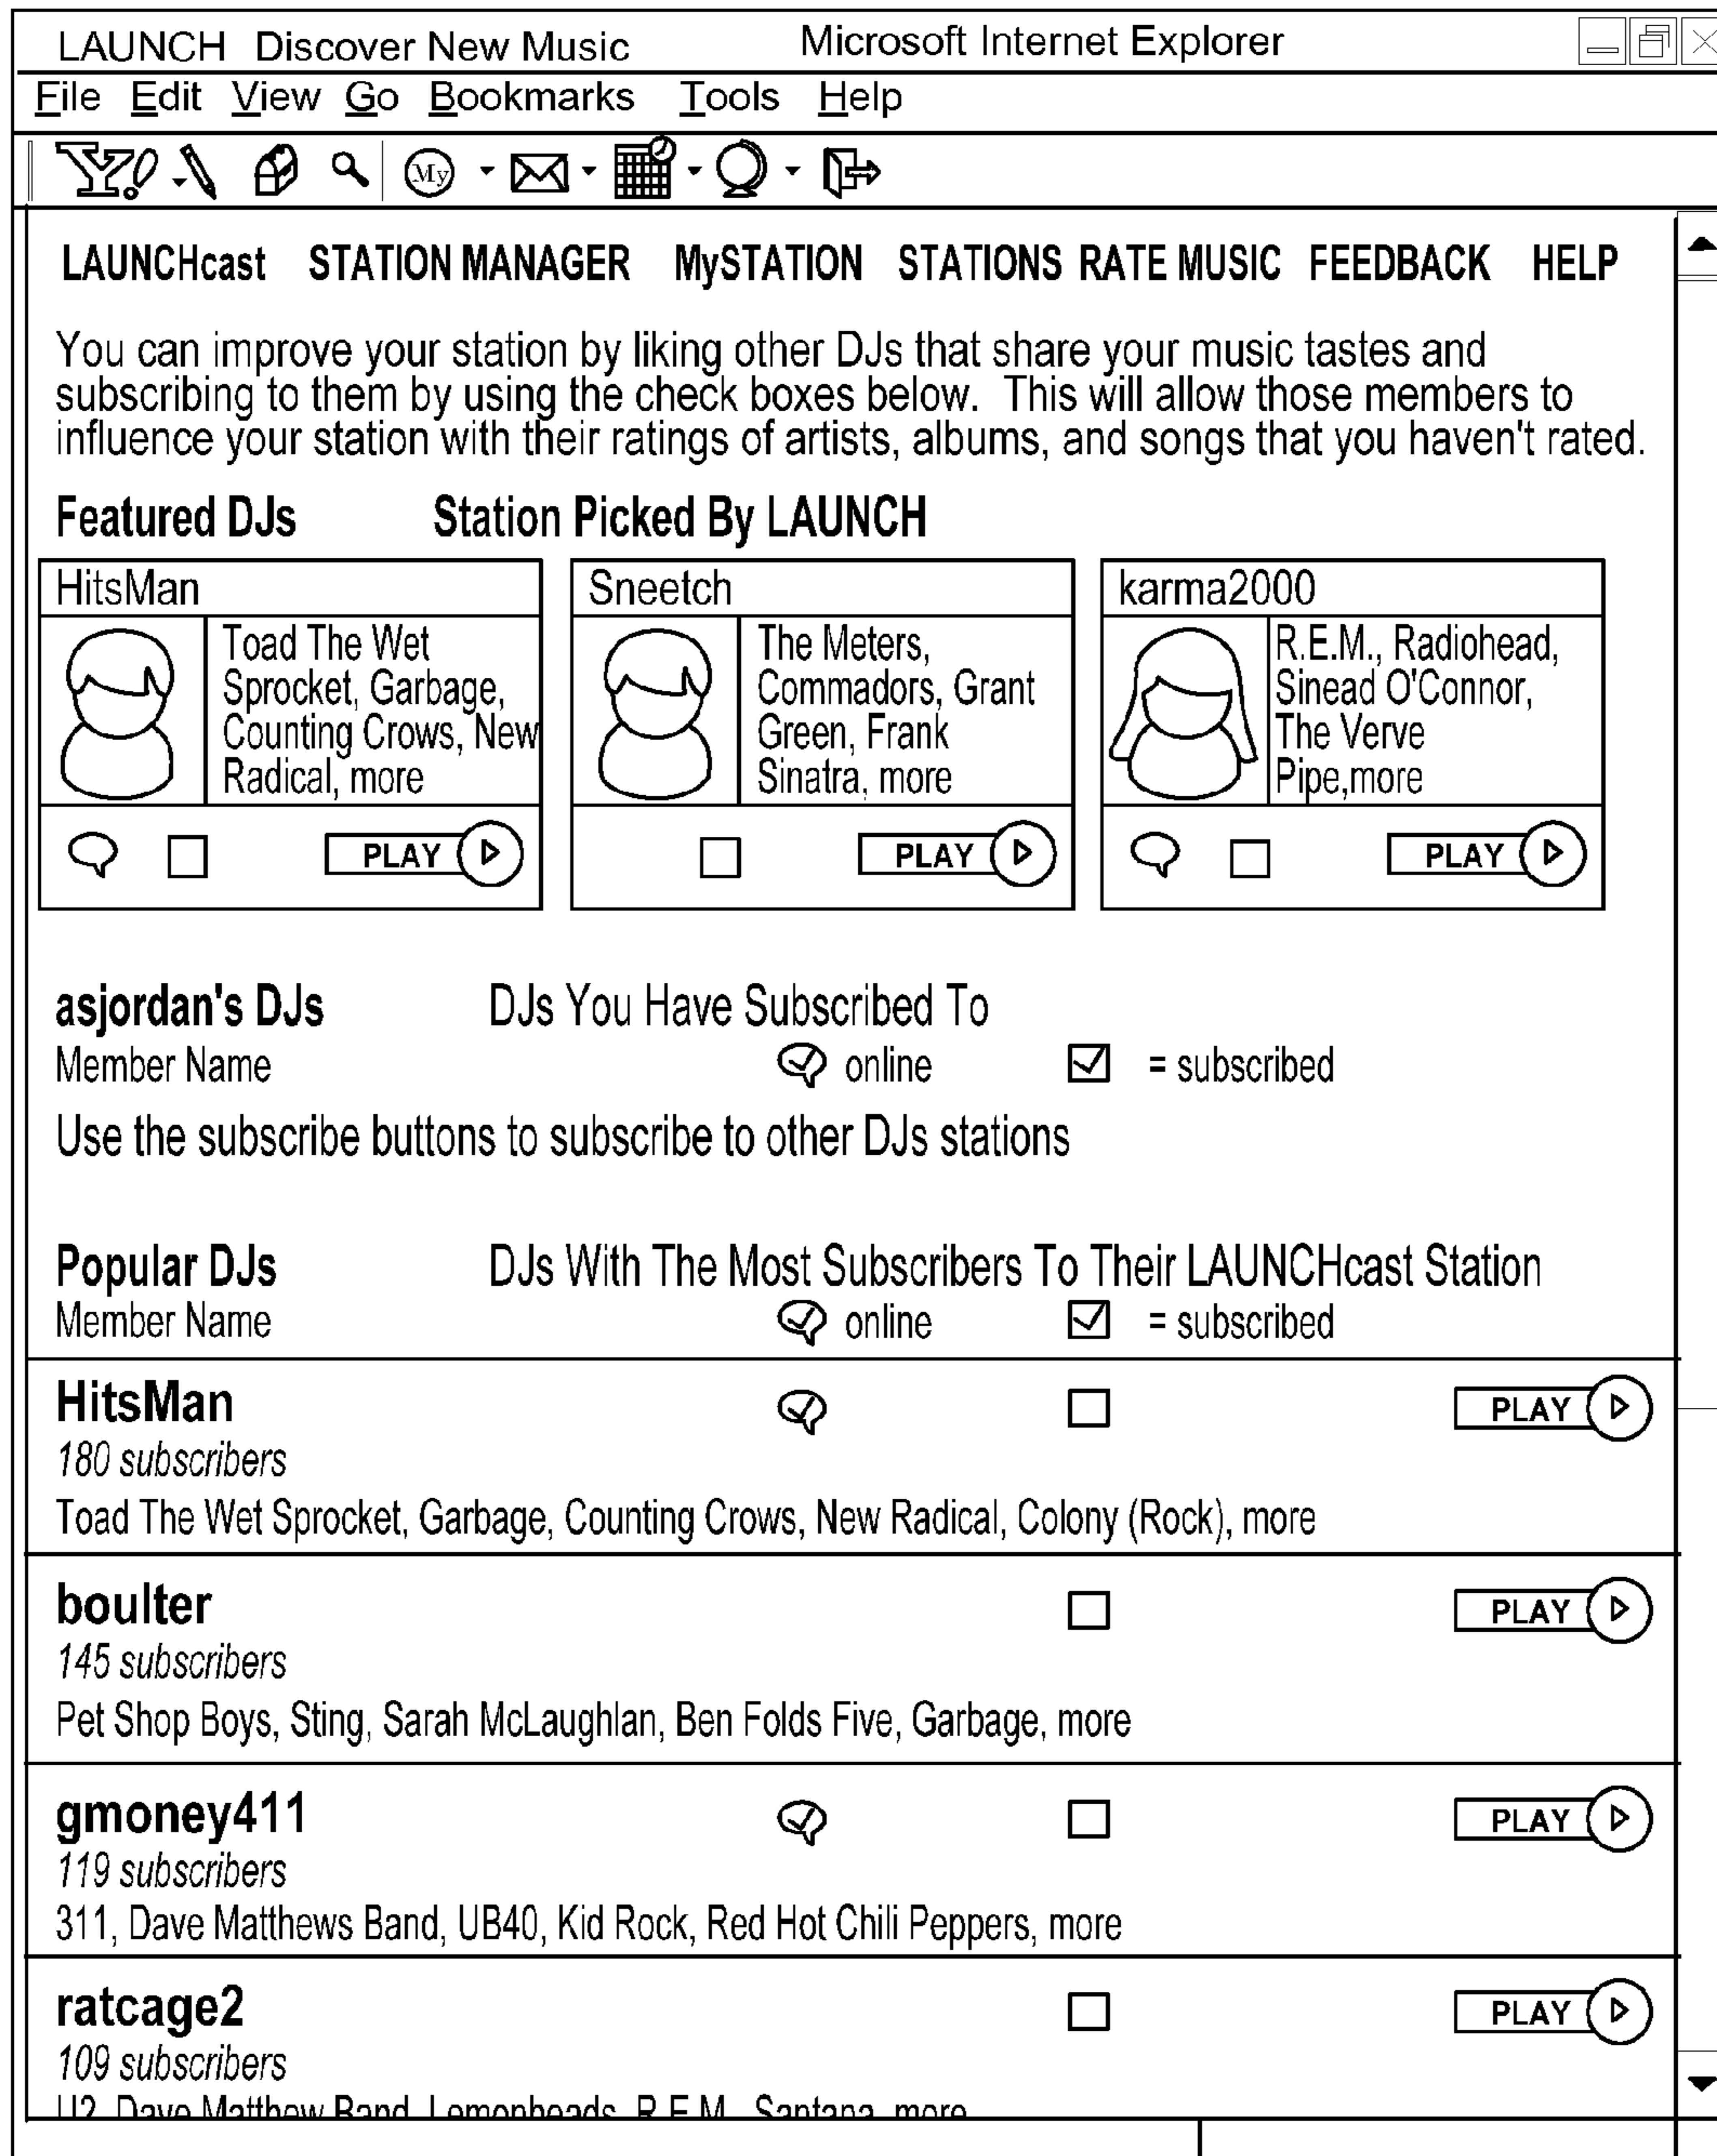 LAUNCH Discover New Music Microsoft Internet Explorer
File Edit View Go Bookmarks Tools Help
Y! My
LAUNCHcast STATION MANAGER MySTATION STATIONS RATE MUSIC FEEDBACK HELP
You can improve your station by liking other DJs that share your music tastes and
subscribing to them by using the check boxes below. This will allow those members to
influence your station with their ratings of artists, albums, and songs that you haven't rated.
Featured DJs Station Picked By LAUNCH
HitsMan
Toad The Wet
Sprocket, Garbage,
Counting Crows, New
Radical, more
PLAY
Sneetch
The Meters,
Commadors, Grant
Green, Frank
Sinatra, more
PLAY
karma2000
R.E.M., Radiohead,
Sinead O'Connor,
The Verve
Pipe,more
PLAY
asjordan's DJs DJs You Have Subscribed To
Member Name online = subscribed
Use the subscribe buttons to subscribe to other DJs stations
Popular DJs DJs With The Most Subscribers To Their LAUNCHcast Station
Member Name online = subscribed
HitsMan PLAY
180 subscribers
Toad The Wet Sprocket, Garbage, Counting Crows, New Radical, Colony (Rock), more
boulter PLAY
145 subscribers
Pet Shop Boys, Sting, Sarah McLaughlan, Ben Folds Five, Garbage, more
gmoney411 PLAY
119 subscribers
311, Dave Matthews Band, UB40, Kid Rock, Red Hot Chili Peppers, more
ratcage2 PLAY
109 subscribers
U2, Dave Matthew Band, Lemonheads, R.E.M., Santana, more